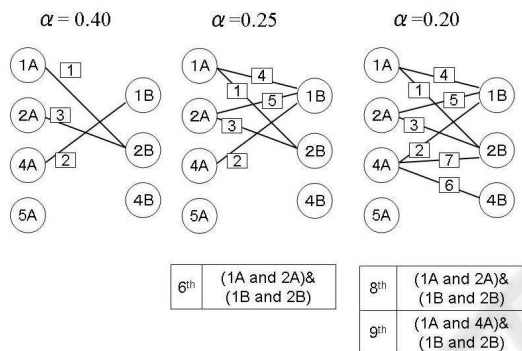 α = 0.40
α = 0.25
α = 0.20
1A
1
1B
2A
3
2B
4A
2
4B
5A
1A
4
1
1B
5
2A
3
2B
4A
2
4B
5A
1A
4
1
1B
5
2A
3
2
2B
4A
7
6
4B
5A
6th (1A and 2A)&
(1B and 2B)
8th (1A and 2A)&
(1B and 2B)
9th (1A and 4A)&
(1B and 2B)